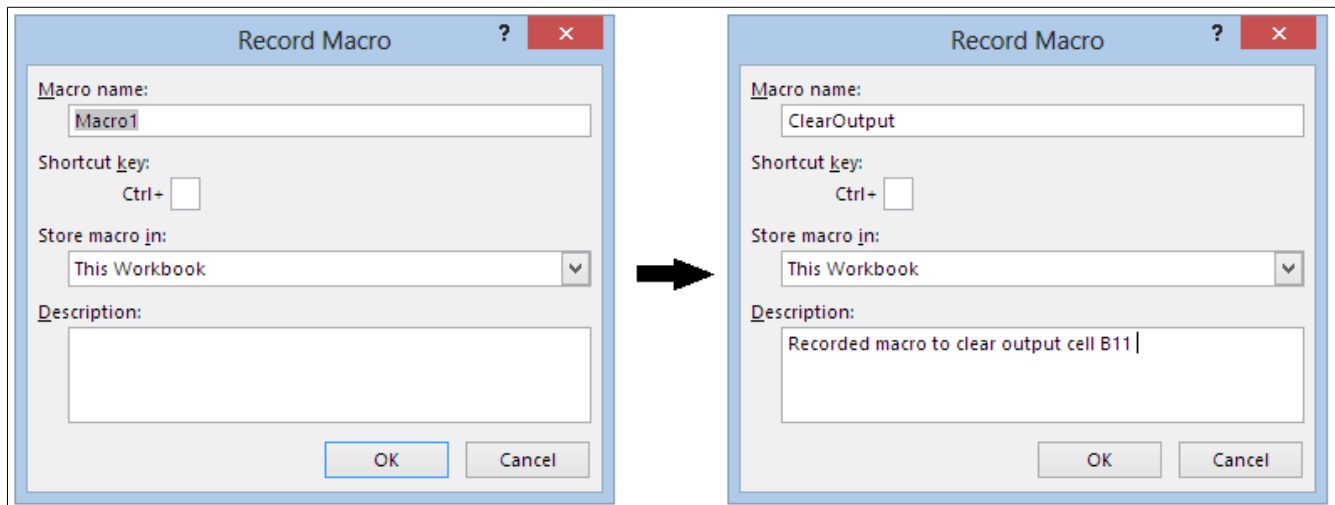 Record Macro ? ×
Macro name:
Macro1
Shortcut key:
Ctrl+
Store macro in:
This Workbook
Description:
OK Cancel
Record Macro ? ×
Macro name:
ClearOutput
Shortcut key:
Ctrl+
Store macro in:
This Workbook
Description:
Recorded macro to clear output cell B11
OK Cancel